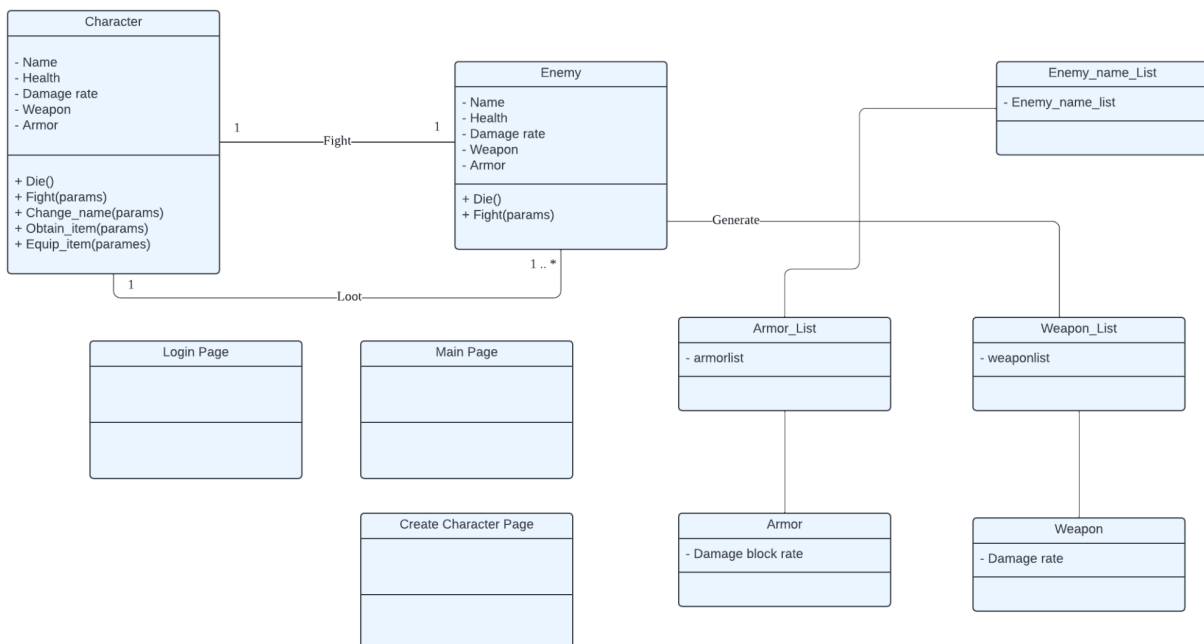 Character
- Name
- Health
- Damage rate
- Weapon
- Armor
+ Die()
+ Fight(params)
+ Change_name(params)
+ Obtain_item(params)
+ Equip_item(parames)
1
Fight
1
Enemy
- Name
- Health
- Damage rate
- Weapon
- Armor
+ Die()
+ Fight(params)
Enemy_name_List
- Enemy_name_list
Generate
1 .. *
1
Loot
Login Page
Main Page
Create Character Page
Armor_List
- armorlist
Weapon_List
- weaponlist
Armor
- Damage block rate
Weapon
- Damage rate